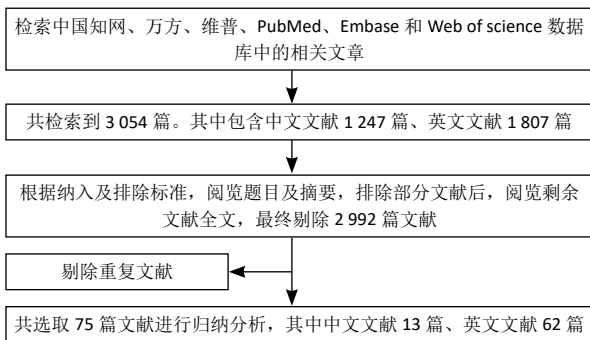 检索中国知网、万方、维普、PubMed、Embase 和 Web of science 数据
库中的相关文章
共检索到 3 054 篇。其中包含中文文献 1 247 篇、英文文献 1 807 篇
根据纳入及排除标准，阅览题目及摘要，排除部分文献后，阅览剩余
文献全文，最终剔除 2 992 篇文献
剔除重复文献
共选取 75 篇文献进行归纳分析，其中中文文献 13 篇、英文文献 62 篇